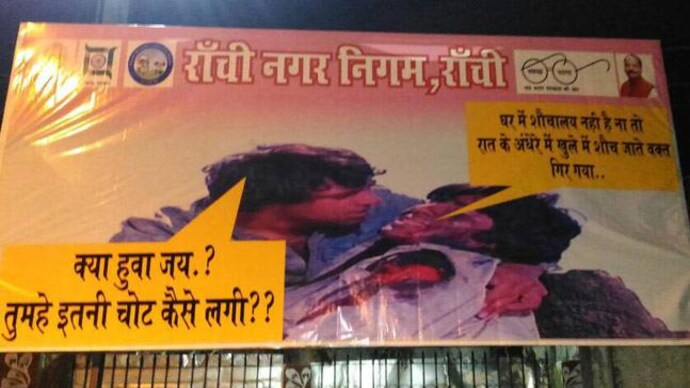 राँची नगर निगम, राँची
घर में शौचालय नही है ना तो
रात के अंधेरे में खुले में शौच जाते वक्त
गिर गया..
क्या हुवा जय.?
तुमहे इतनी चोट कैसे लगी??